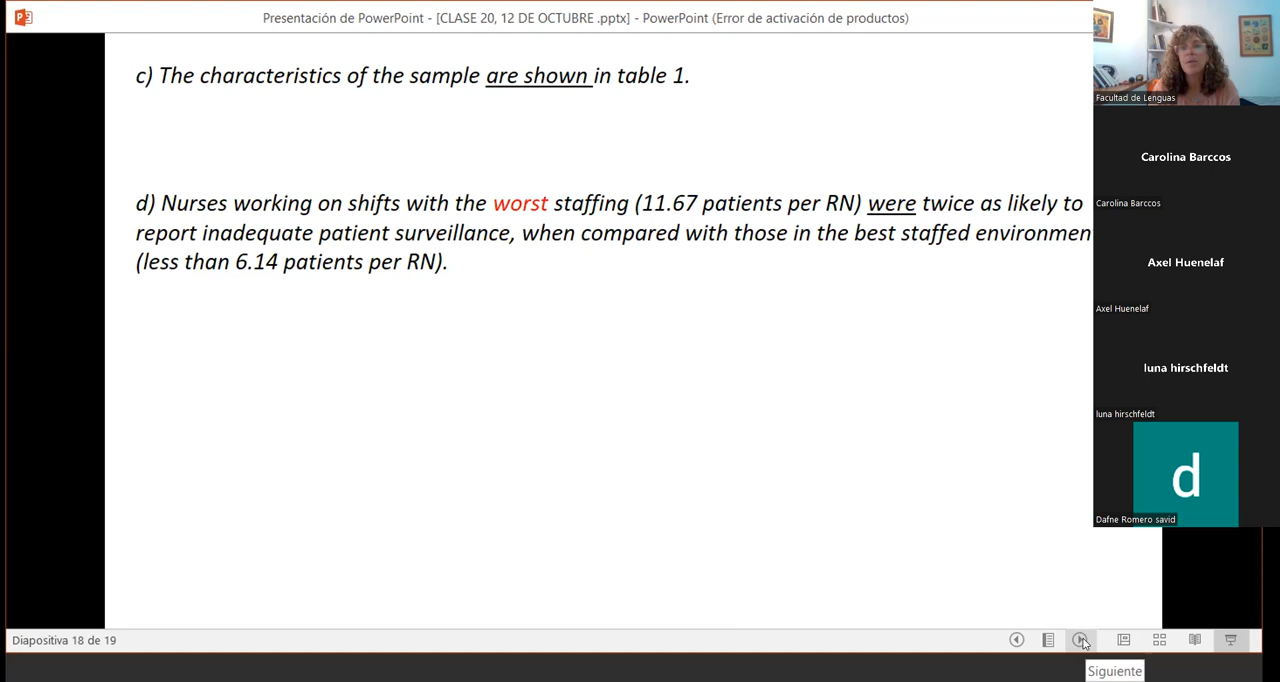 Presentación de PowerPoint - [CLASE 20, 12 DE OCTUBRE .pptx] - PowerPoint (Error de activación de productos)
c) The characteristics of the sample are shown in table 1.
d) Nurses working on shifts with the worst staffing (11.67 patients per RN) were twice as likely to
report inadequate patient surveillance, when compared with those in the best staffed environmen
(less than 6.14 patients per RN).
Facultad de Lenguas
Carolina Barccos
Carolina Barccos
Axel Huenelaf
Axel Huenelaf
luna hirschfeldt
luna hirschfeldt
d
Dafne Romero savid
Diapositiva 18 de 19
Siguiente